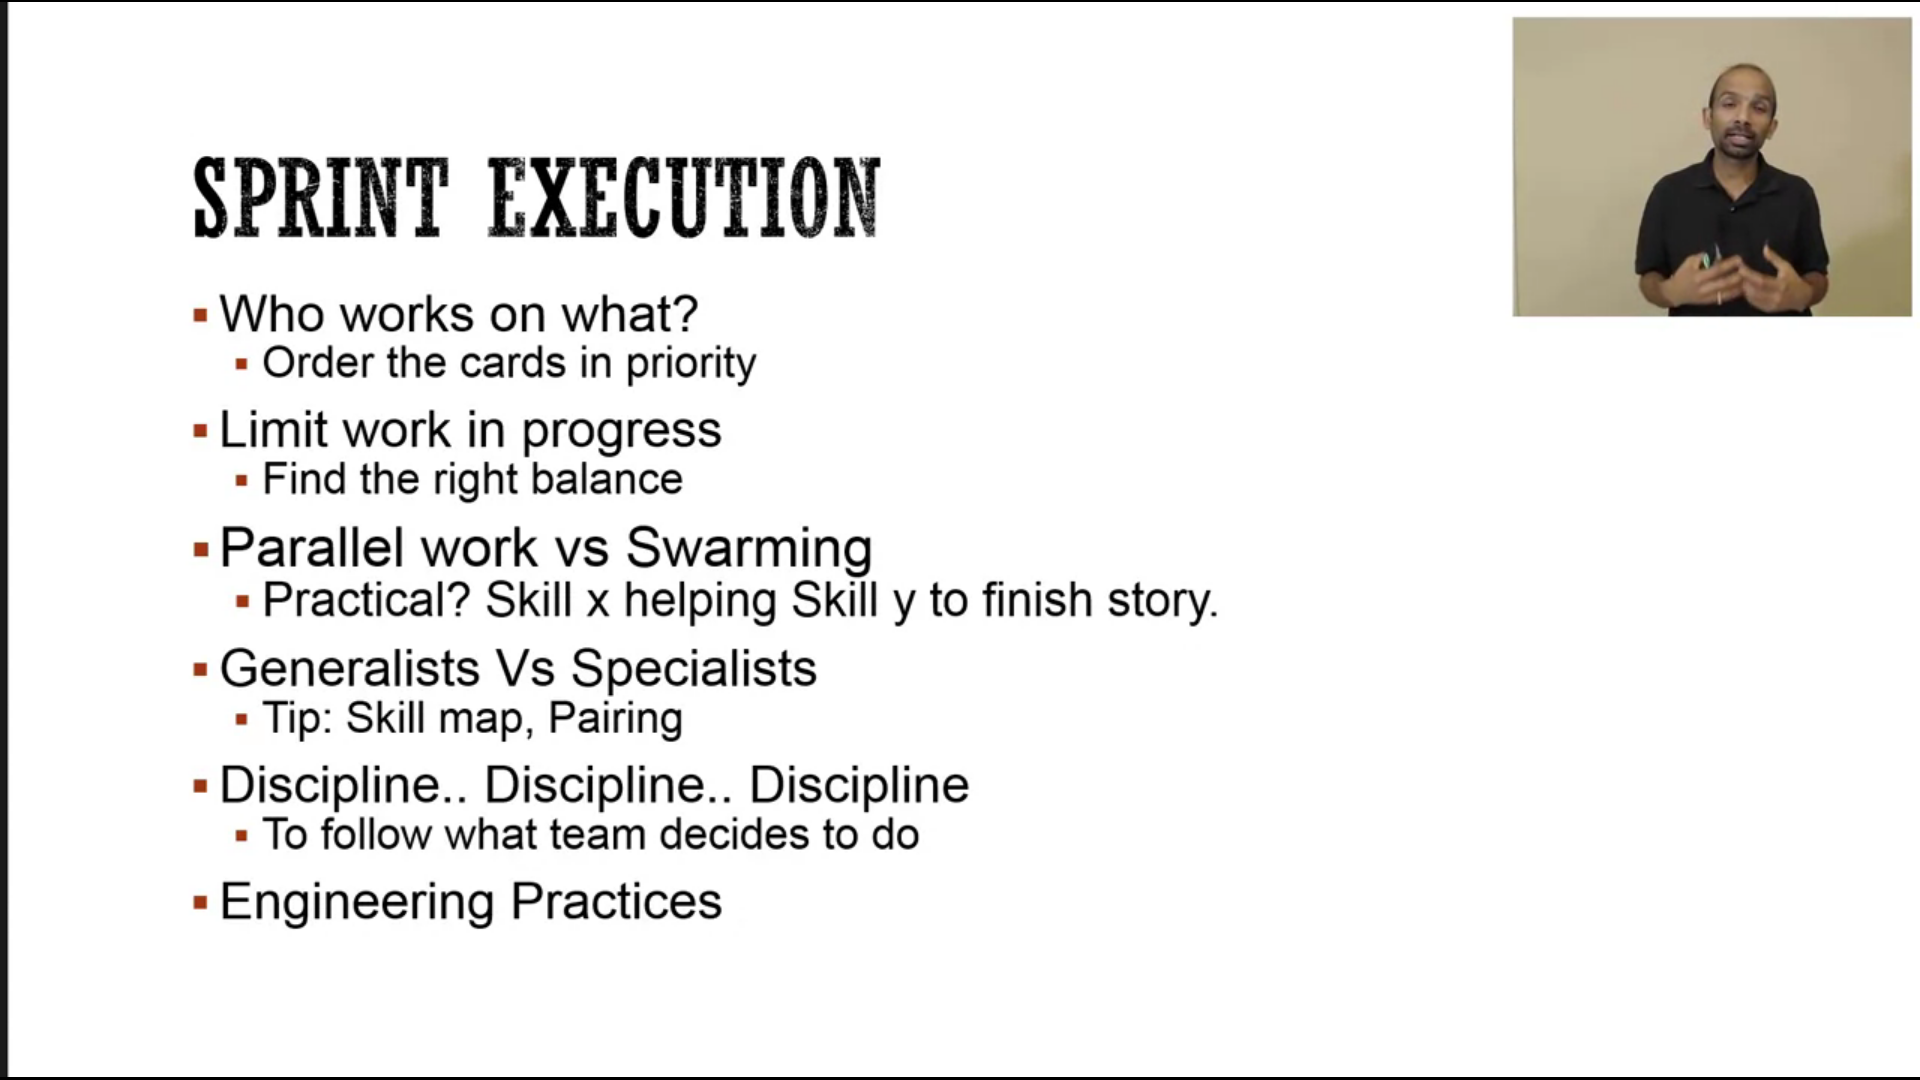 SPRINT EXECUTION
Who works on what?
Order the cards in priority
Limit work in progress
Find the right balance
Parallel work vs Swarming
Practical? Skill x helping Skill y to finish story.
Generalists Vs Specialists
Tip: Skill map, Pairing
Discipline.. Discipline.. Discipline
To follow what team decides to do
Engineering Practices